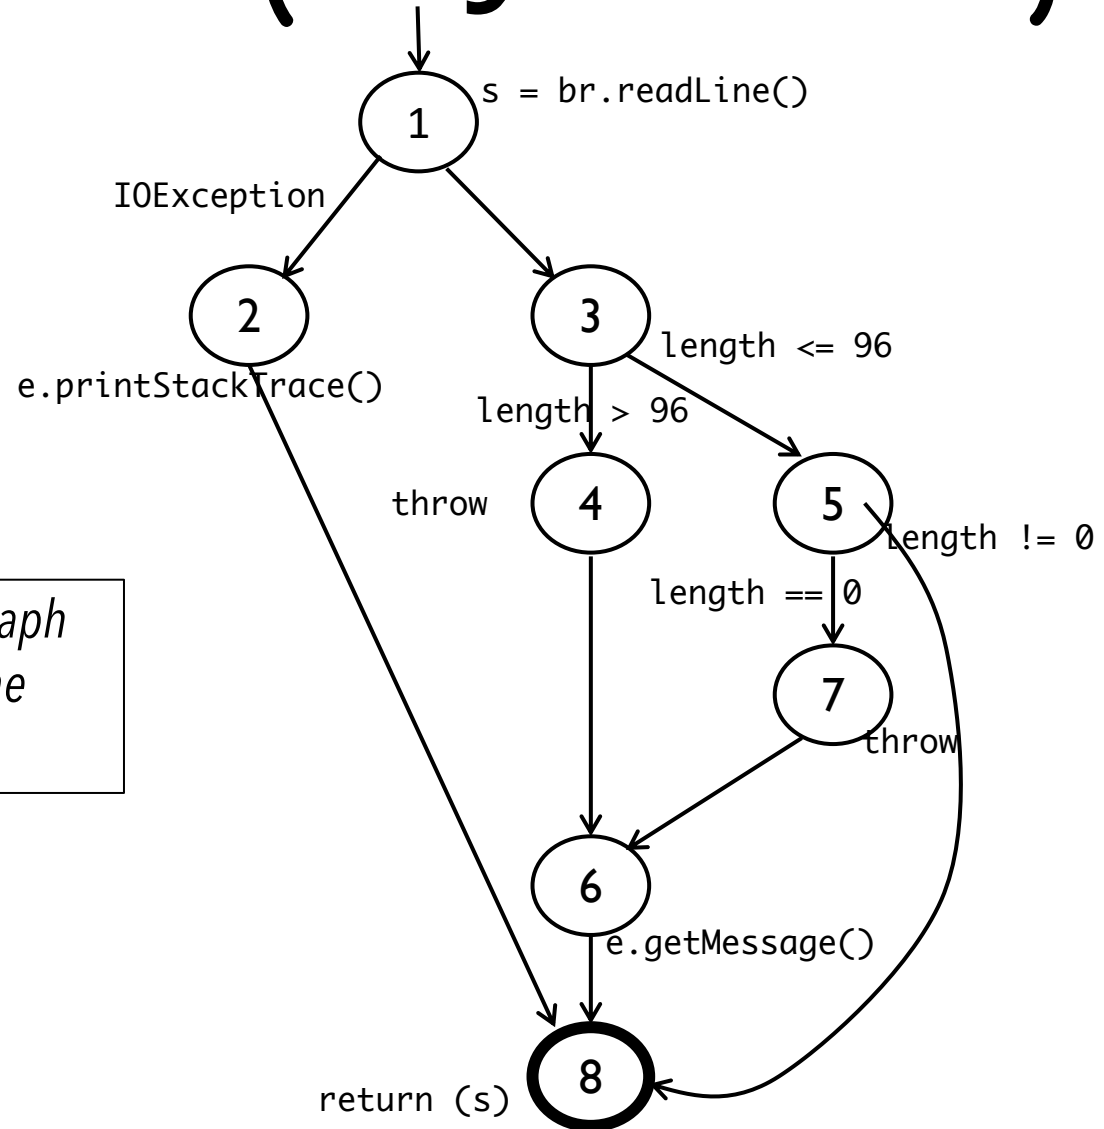 s = br.readLine()
1
IOException
2
3
length <= 96
e.printStackTrace()
length > 96
throw
4
5
length != 0
length == 0
7
throw
6
e.getMessage()
8
return (s)